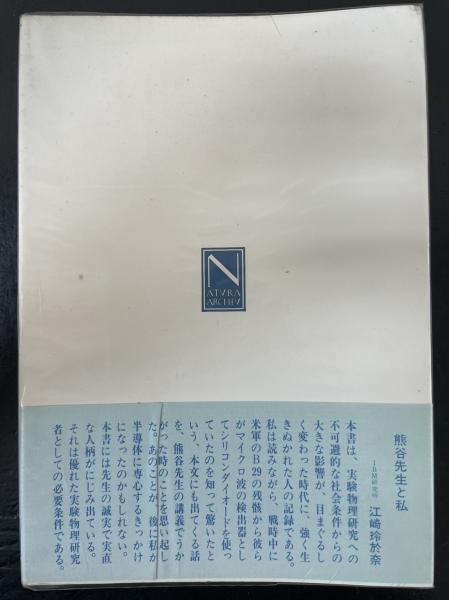 N
ATVRA
ARCHIV
熊谷先生と私
IBM研究所 江崎玲於奈
本書は、実験物理研究への
不可避的な社会条件からの
大きな影響が、目まぐるし
く変わった時代に、強く生
きぬかれた人の記録である。
私は読みながら、戦時中に
米軍のB29の残骸から彼ら
がマイクロ波の検出器とし
てシリコンダイオードを使っ
ていたのを知って驚いたと
いう、本文にも出てくる話
を、熊谷先生の講義でうか
がった時のことを思い起し
た。あのことが、後に私が
半導体に専心するきっかけ
になったのかもしれない。
本書には先生の誠実で実直
な人柄がにじみ出ている。
それは優れた実験物理研究
者としての必要条件である。